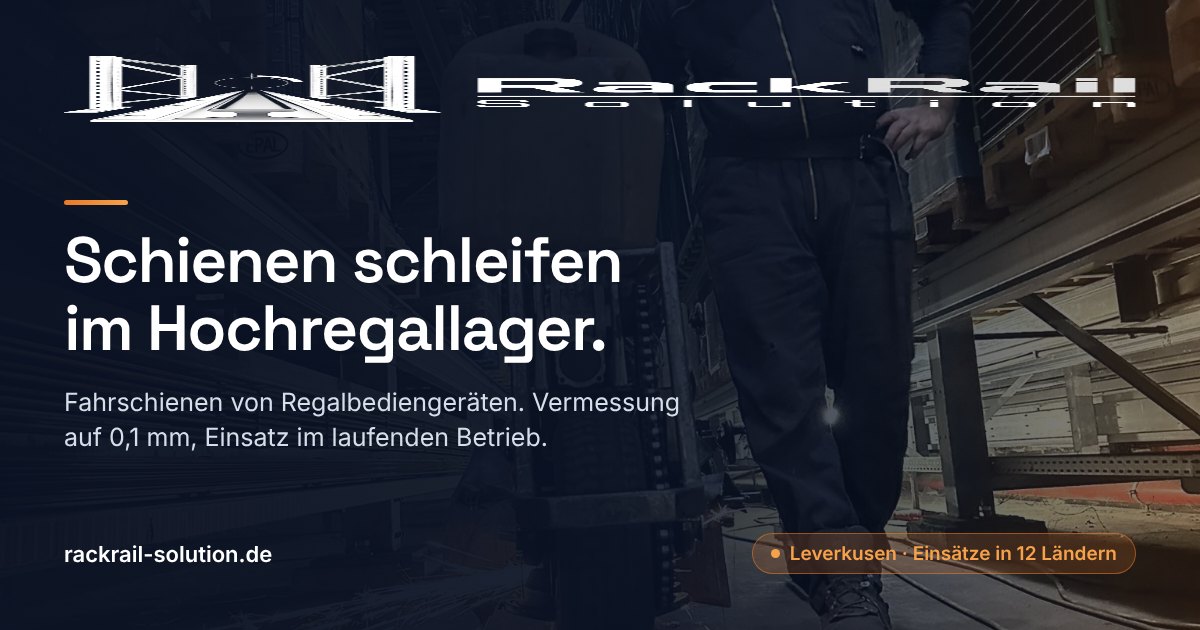 RackRail
Solution
Schienen schleifen
im Hochregallager.
Fahrschienen von Regalbediengeräten. Vermessung
auf 0,1 mm, Einsatz im laufenden Betrieb.
rackrail-solution.de
Leverkusen · Einsätze in 12 Ländern